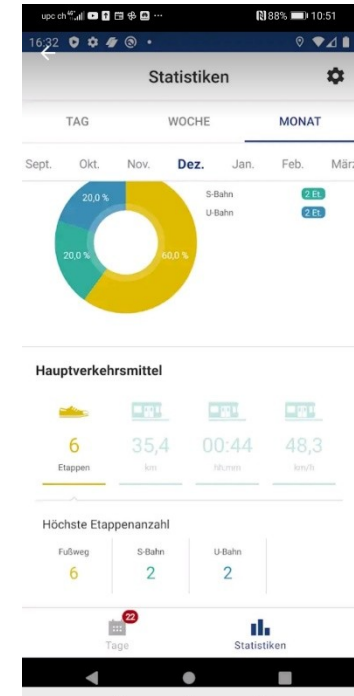 upc ch 88% 10:51
16:32
Statistiken
TAG WOCHE MONAT
Sept. Okt. Nov. Dez. Jan. Feb. März
20,0 % S-Bahn 2 Et.
U-Bahn 2 Et.
20,0 % 60,0 %
Hauptverkehrsmittel
6 35,4 00:44 48,3
Etappen km hh:mm km/h
Höchste Etappenanzahl
Fußweg S-Bahn U-Bahn
6 2 2
22
Tage Statistiken